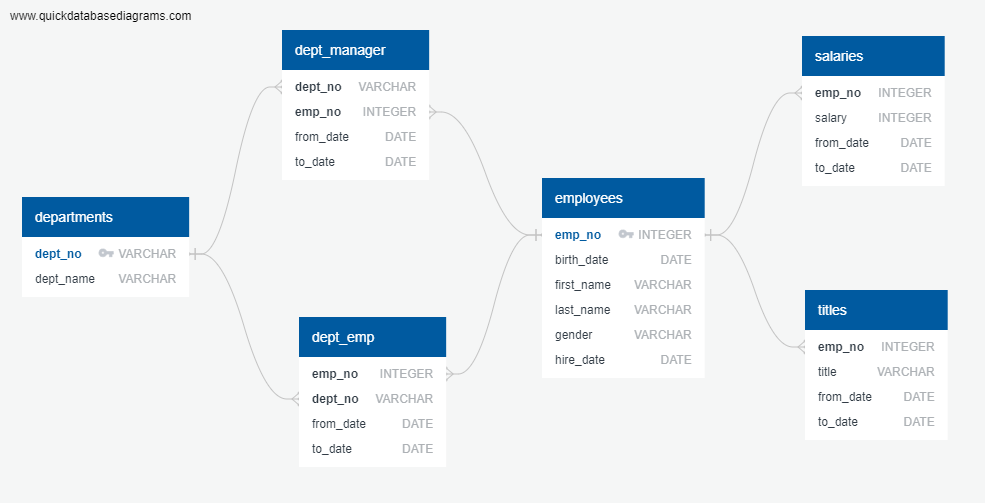 www.quickdatabasediagrams.com
dept_manager
dept_no VARCHAR
emp_no INTEGER
from_date DATE
to_date DATE
salaries
emp_no INTEGER
salary INTEGER
from_date DATE
to_date DATE
departments
dept_no VARCHAR
dept_name VARCHAR
employees
emp_no INTEGER
birth_date DATE
first_name VARCHAR
last_name VARCHAR
gender VARCHAR
hire_date DATE
dept_emp
emp_no INTEGER
dept_no VARCHAR
from_date DATE
to_date DATE
titles
emp_no INTEGER
title VARCHAR
from_date DATE
to_date DATE